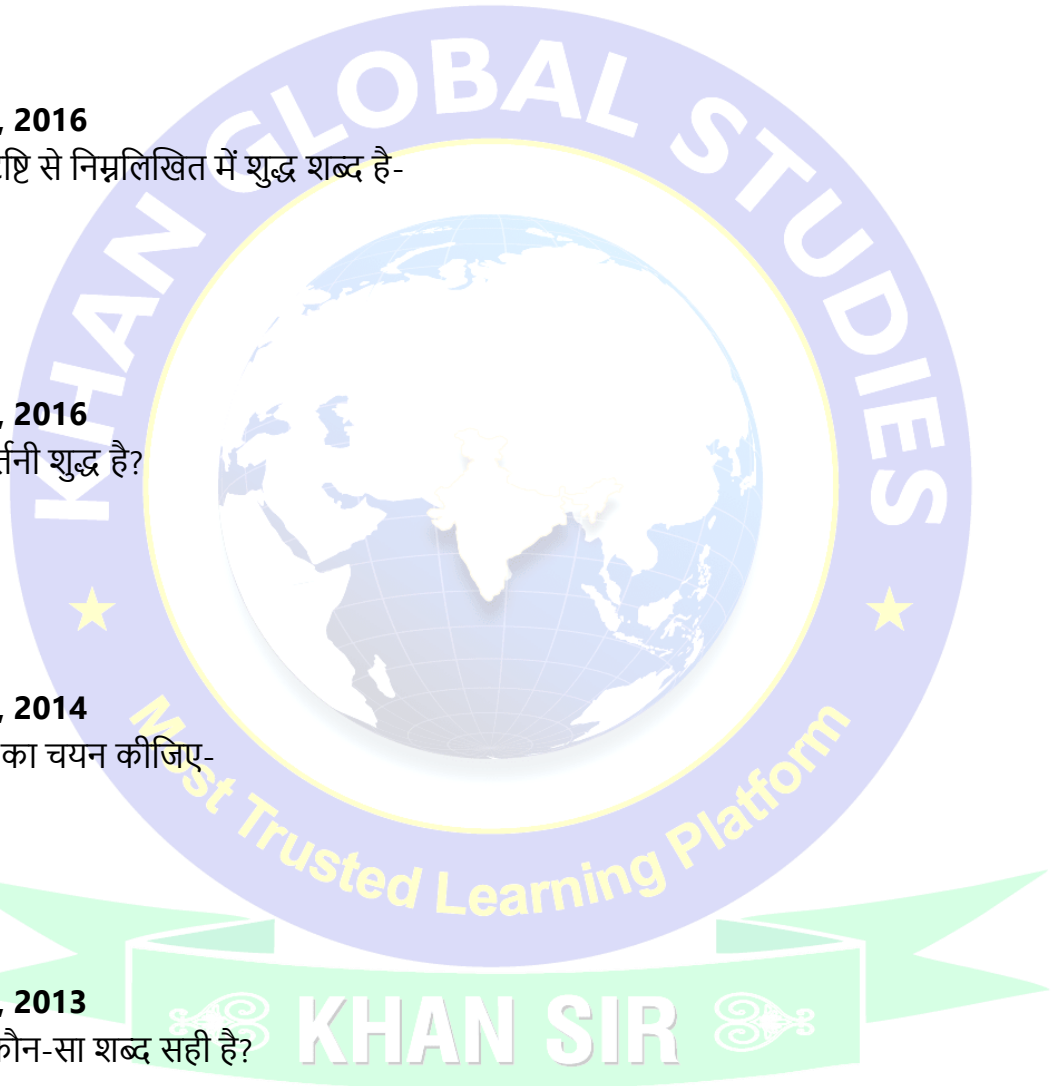 , 2016
ष्टि से निम्नलिखित में शुद्ध शब्द है-
, 2016
र्तनी शुद्ध है?
, 2014
का चयन कीजिए-
, 2013
कौन-सा शब्द सही है?
KHAN GLOBAL STUDIES
Most Trusted Learning Platform
KHAN SIR